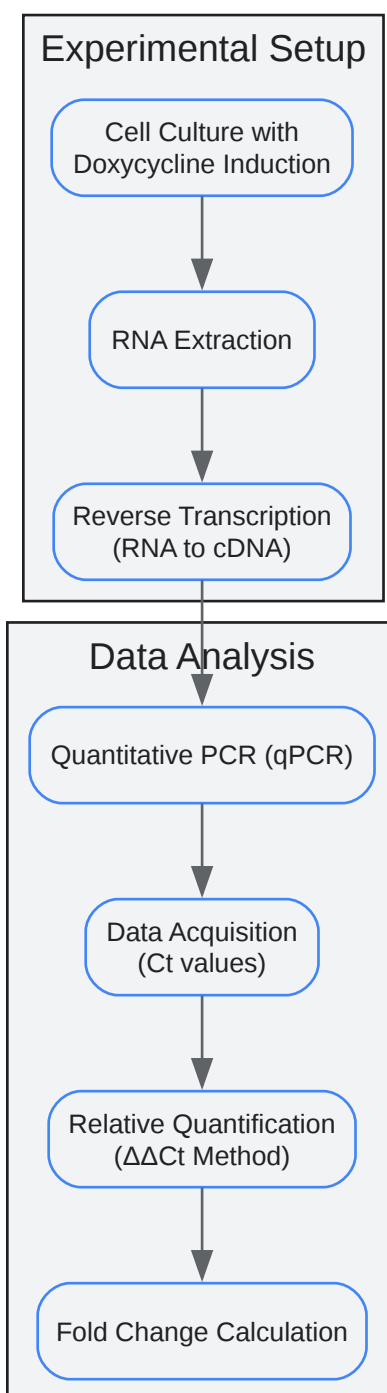 Experimental Setup
Cell Culture with
Doxycycline Induction
RNA Extraction
Reverse Transcription
(RNA to cDNA)
Data Analysis
Quantitative PCR (qPCR)
Data Acquisition
(Ct values)
Relative Quantification
(ΔΔCt Method)
Fold Change Calculation